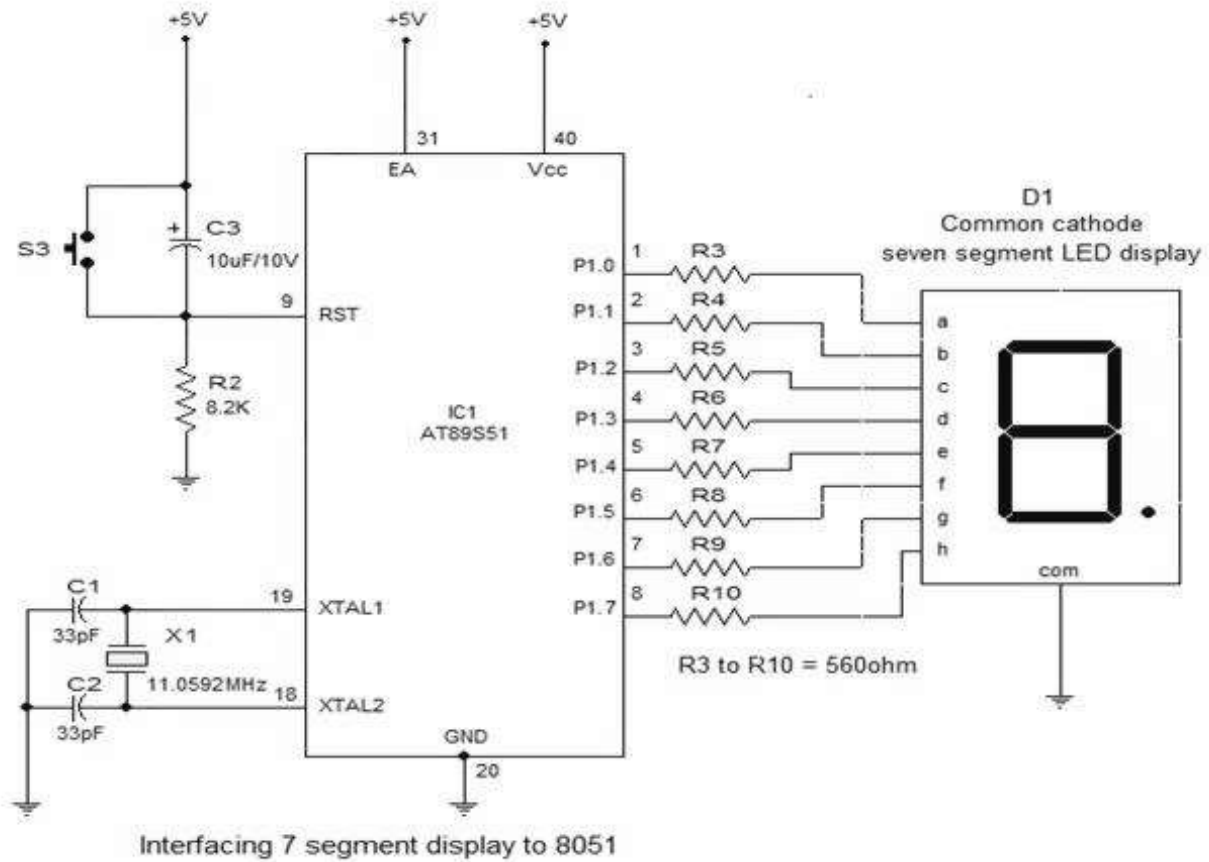 +5V
+5V
+5V
31
40
EA
Vcc
S3
+
C3
10uF/10V
9
RST
R2
8.2K
IC1
AT89S51
P1.0
1
R3
P1.1
2
R4
P1.2
3
R5
P1.3
4
R6
P1.4
5
R7
P1.5
6
R8
P1.6
7
R9
P1.7
8
R10
R3 to R10 = 560ohm
D1
Common cathode
seven segment LED display
a
b
c
d
e
f
g
h
com
C1
33pF
19
XTAL1
X1
11.0592MHz
C2
33pF
18
XTAL2
GND
20
Interfacing 7 segment display to 8051